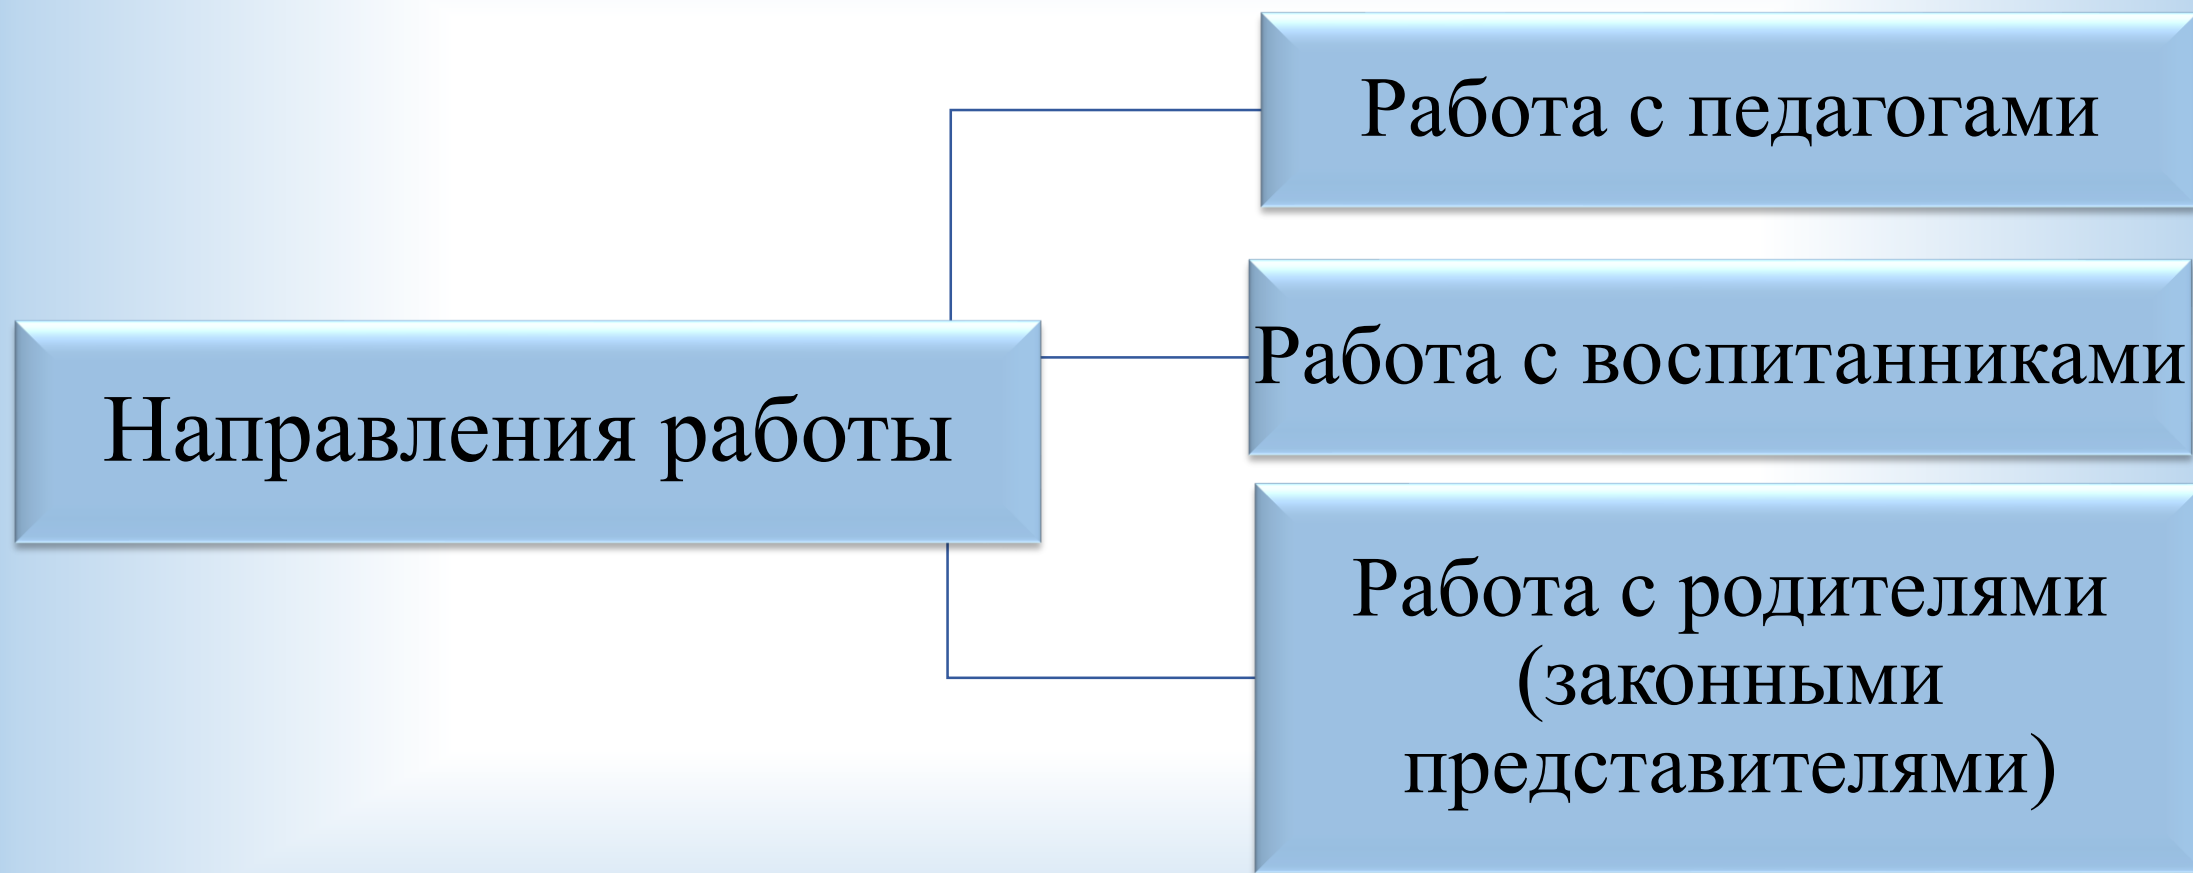 Работа с педагогами
Работа с воспитанниками
Направления работы
Работа с родителями
(законными
представителями)